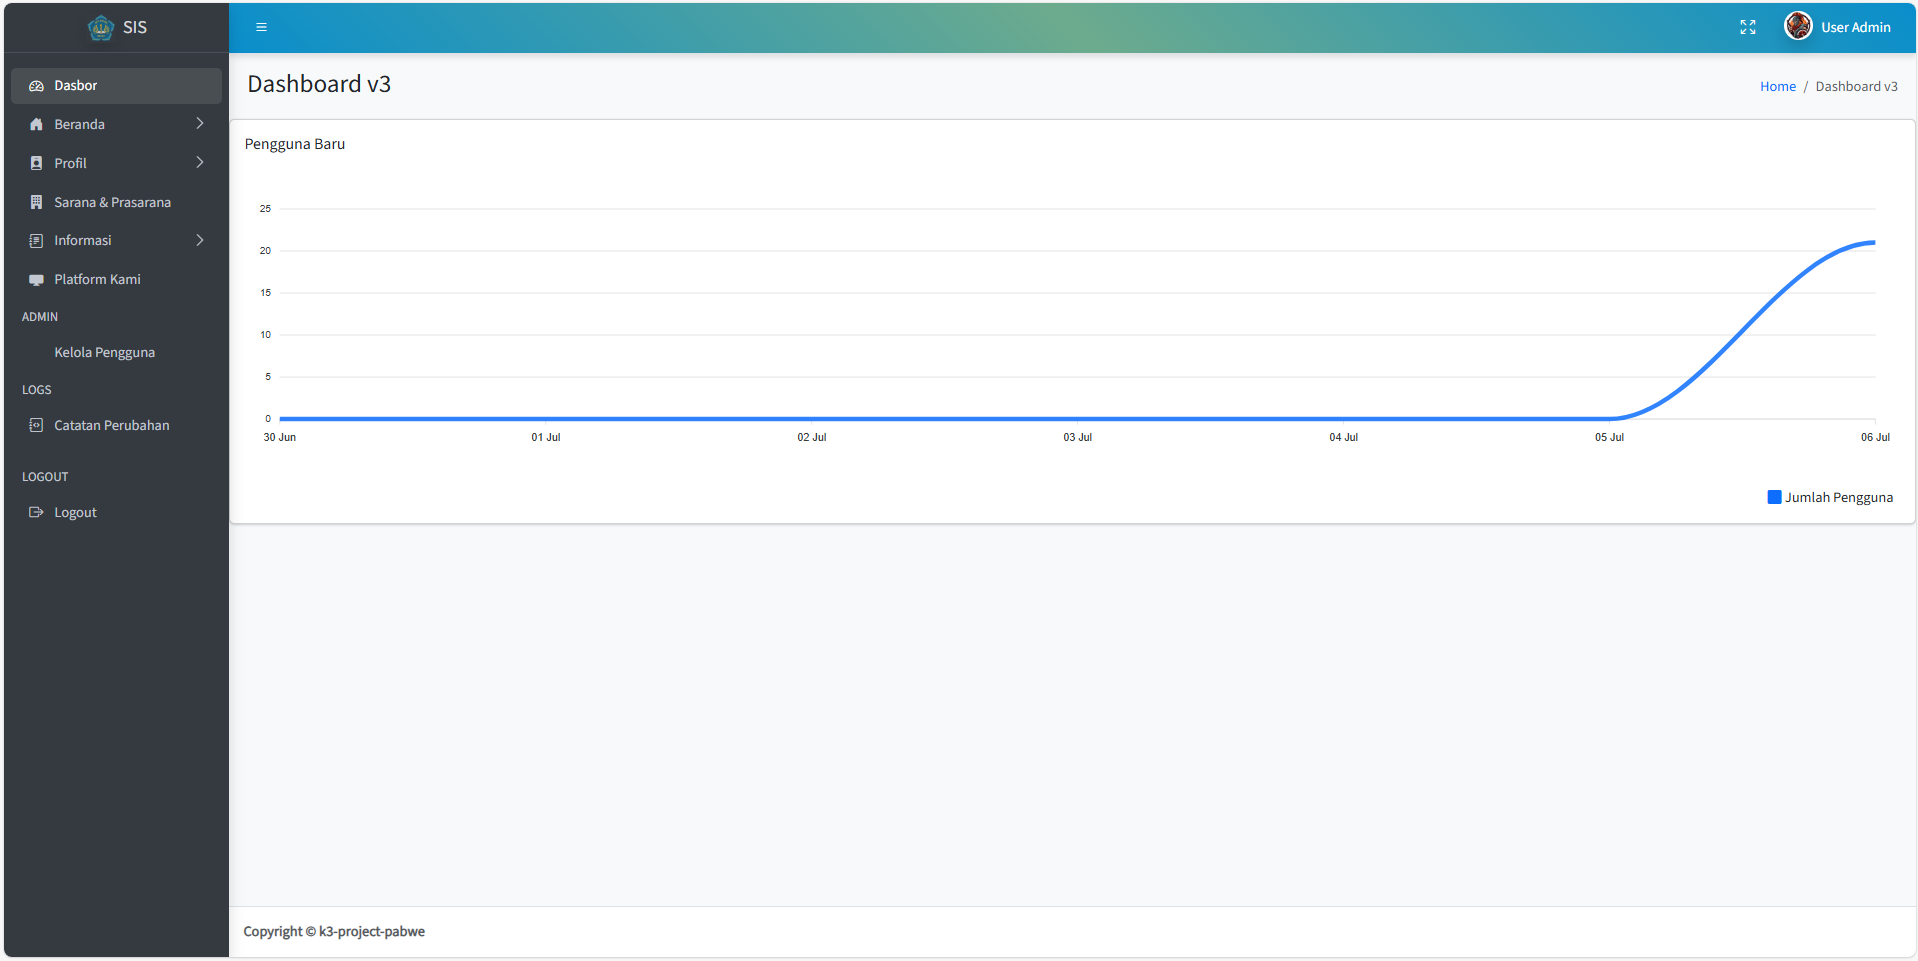 SIS
User Admin
Dasbor
Beranda
Profil
Sarana & Prasarana
Informasi
Platform Kami
ADMIN
Kelola Pengguna
LOGS
Catatan Perubahan
LOGOUT
Logout
Dashboard v3
Home / Dashboard v3
Pengguna Baru
25
20
15
10
5
0
30 Jun 01 Jul 02 Jul 03 Jul 04 Jul 05 Jul 06 Jul
Jumlah Pengguna
Copyright © k3-project-pabwe